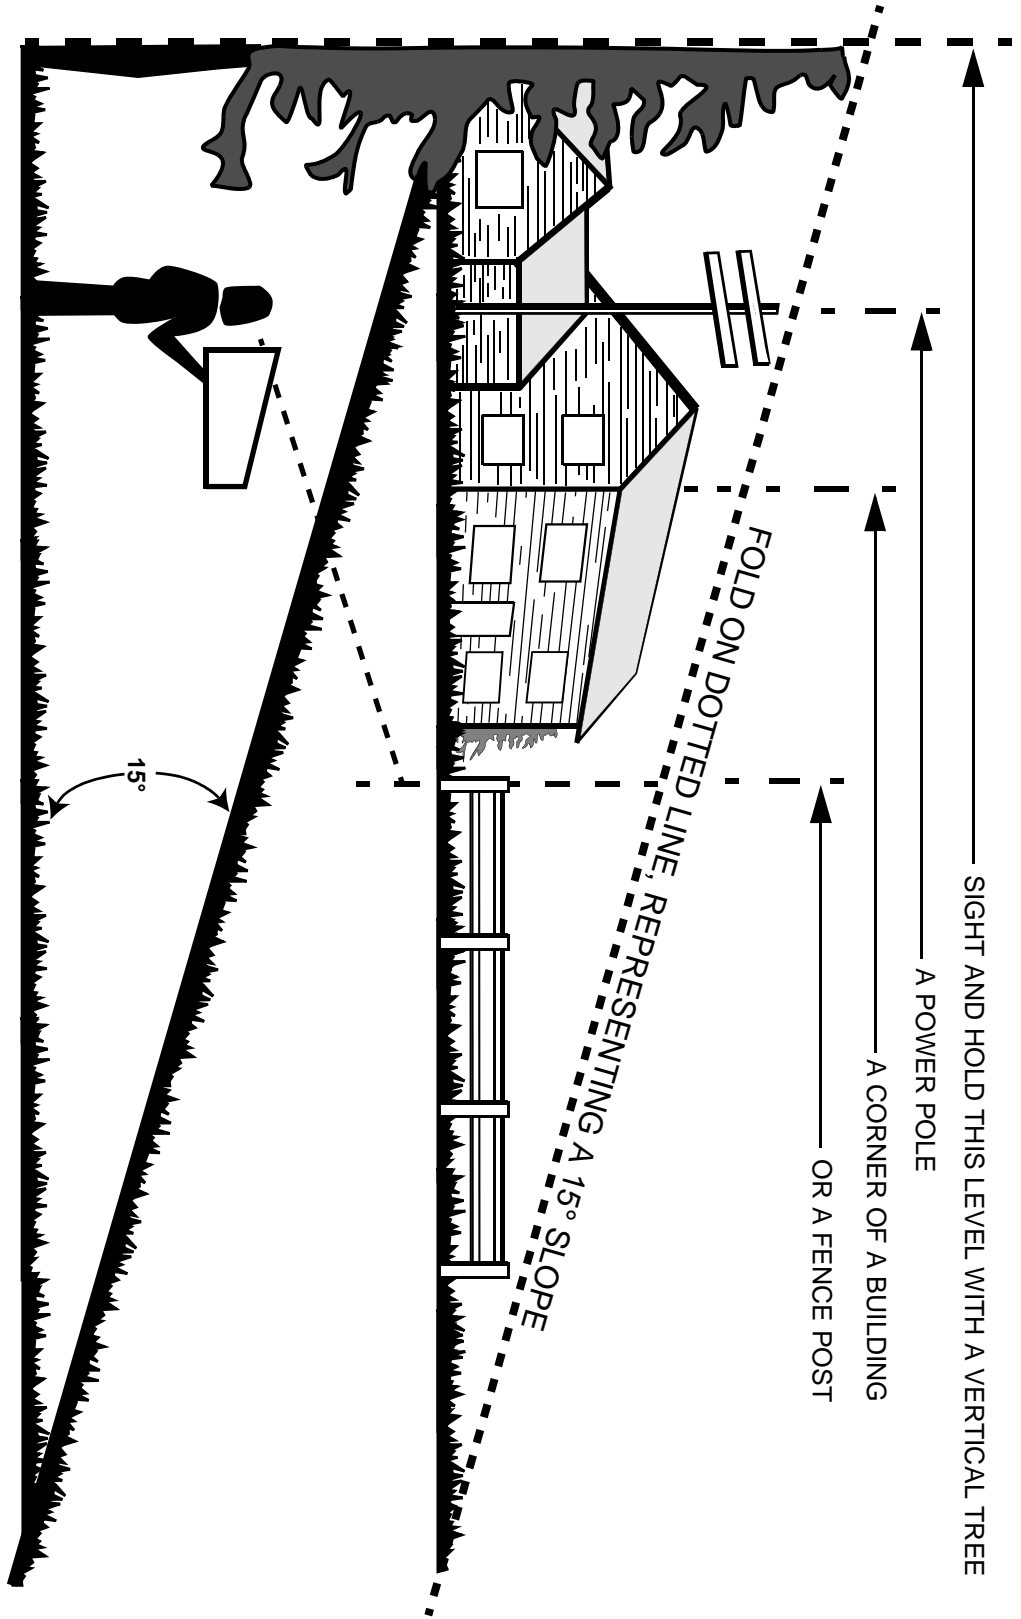 SIGHT AND HOLD THIS LEVEL WITH A VERTICAL TREE
A POWER POLE
A CORNER OF A BUILDING
OR A FENCE POST
FOLD ON DOTTED LINE, REPRESENTING A 15° SLOPE
15°